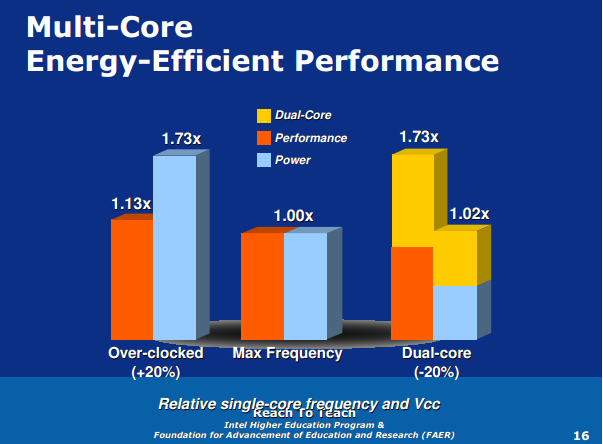 Multi-Core
Energy-Efficient Performance
Dual-Core
Performance
Power
1.73x
1.13x
1.00x
1.73x
1.02x
Over-clocked
(+20%)
Max Frequency
Dual-core
(-20%)
Relative single-core frequency and Vcc
Reach To Teach
Intel Higher Education Program &
Foundation for Advancement of Education and Research (FAER)
16